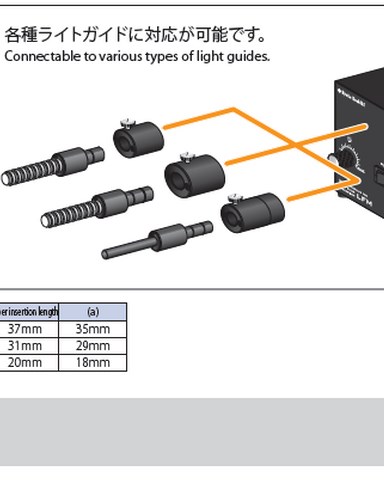 各種ライトガイドに対応が可能です。
Connectable to various types of light guides.
LFM
er insertion length (a)
37mm 35mm
31mm 29mm
20mm 18mm